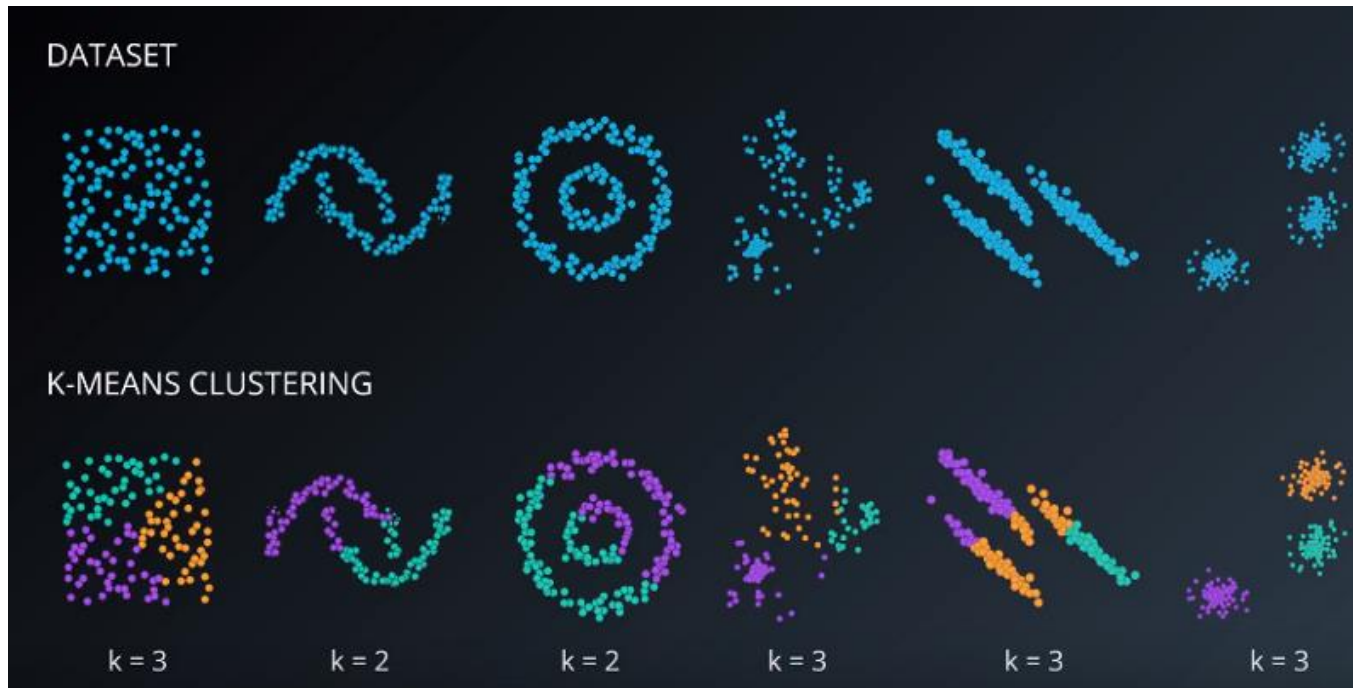 DATASET
K-MEANS CLUSTERING
k = 3
k = 2
k = 2
k = 3
k = 3
k = 3